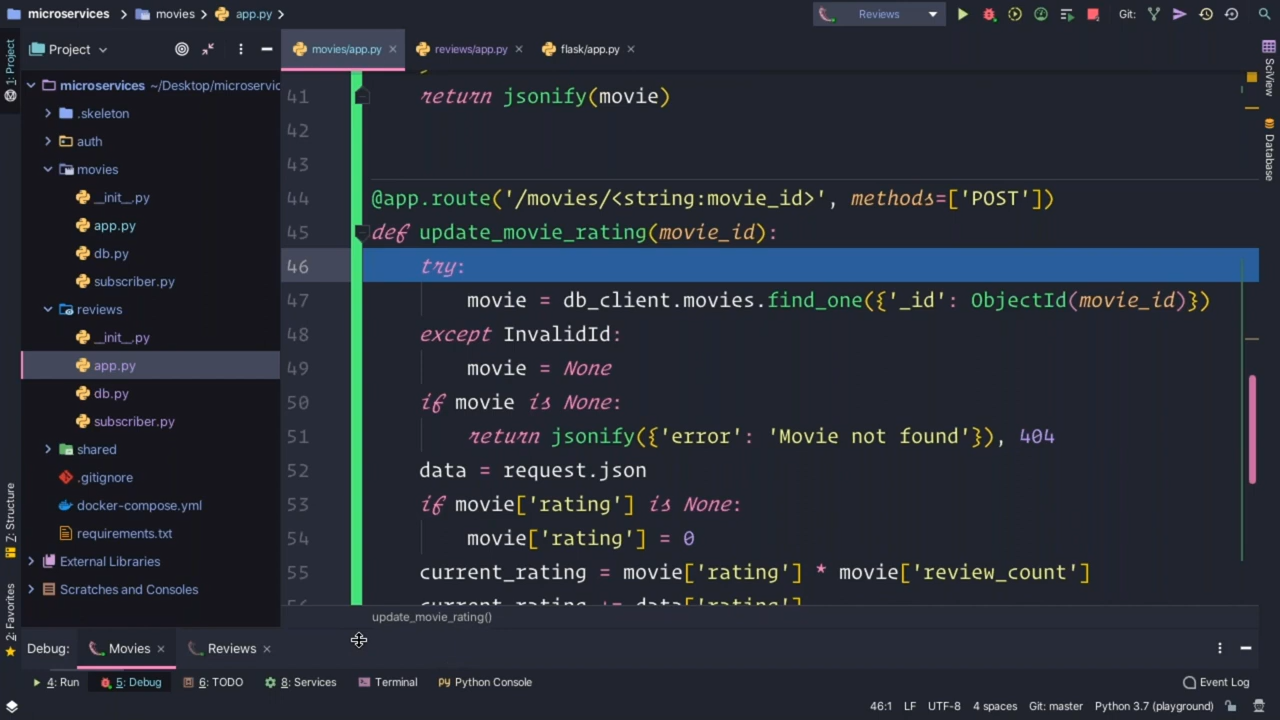 microservices movies app.py Reviews Git:
1: Project
Project
microservices ~/Desktop/microservic
.skeleton
auth
movies
__init__.py
app.py
db.py
subscriber.py
reviews
__init__.py
app.py
db.py
subscriber.py
shared
.gitignore
docker-compose.yml
requirements.txt
External Libraries
Scratches and Consoles
Z: Structure
2: Favorites
movies/app.py reviews/app.py flask/app.py
41 return jsonify(movie)
42
43
44 @app.route('/movies/<string:movie_id>', methods=['POST'])
45 def update_movie_rating(movie_id):
46 try:
47 movie = db_client.movies.find_one({'_id': ObjectId(movie_id)})
48 except InvalidId:
49 movie = None
50 if movie is None:
51 return jsonify({'error': 'Movie not found'}), 404
52 data = request.json
53 if movie['rating'] is None:
54 movie['rating'] = 0
55 current_rating = movie['rating'] * movie['review_count']
56 current_rating += data['rating']
update_movie_rating()
SciView
Database
Debug: Movies Reviews
4: Run 5: Debug 6: TODO 8: Services Terminal Python Console Event Log
46:1 LF UTF-8 4 spaces Git: master Python 3.7 (playground)